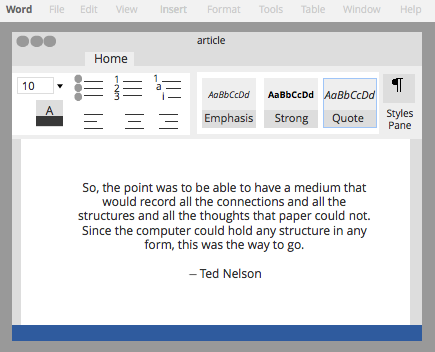 Word File Edit View Insert Format Tools Table Window Help
article
Home
10
A
1
2
3
1
a
i
AaBbCcDd AaBbCcDd AaBbCcDd ¶
Emphasis Strong Quote
Styles
Pane
So, the point was to be able to have a medium that
would record all the connections and all the
structures and all the thoughts that paper could not.
Since the computer could hold any structure in any
form, this was the way to go.
— Ted Nelson